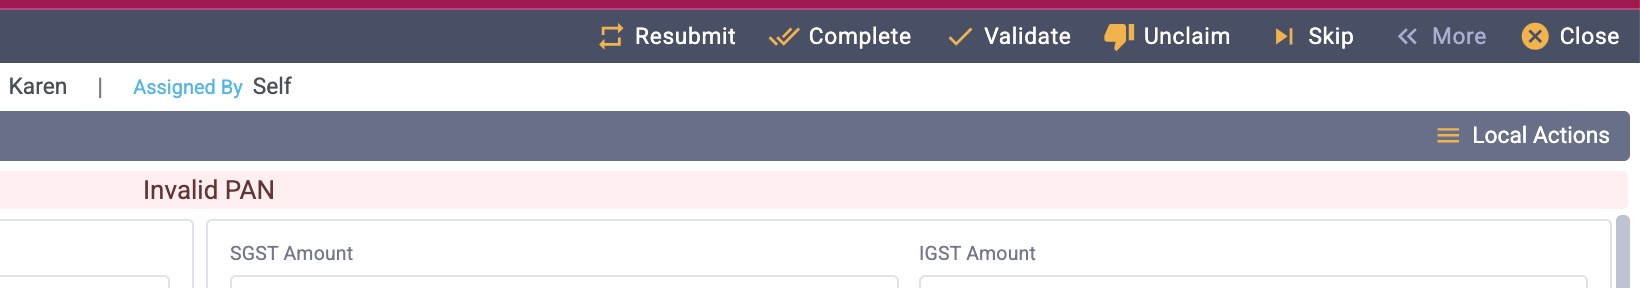 Resubmit Complete Validate Unclaim Skip More Close
Karen | Assigned By Self
Local Actions
Invalid PAN
SGST Amount IGST Amount